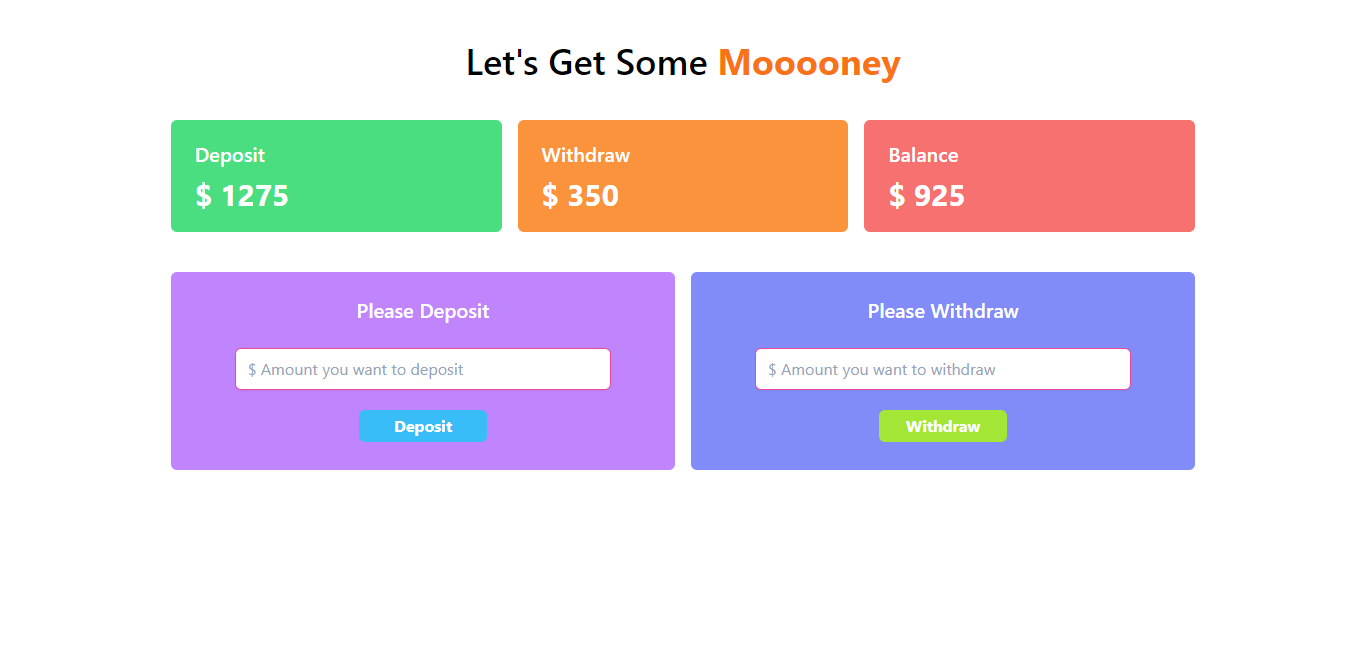 Let's Get Some Mooooney
Deposit
$ 1275
Withdraw
$ 350
Balance
$ 925
Please Deposit
$ Amount you want to deposit
Deposit
Please Withdraw
$ Amount you want to withdraw
Withdraw